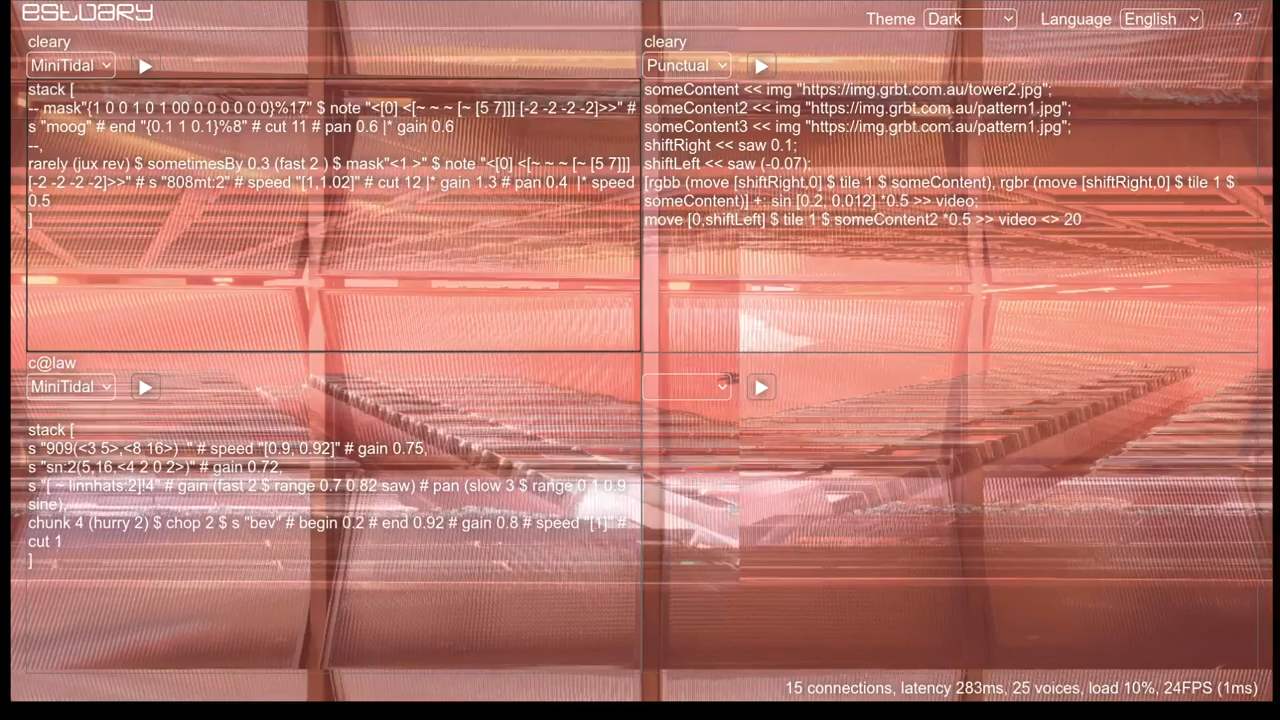 estuary
Theme Dark Language English ?
cleary
MiniTidal
stack [
-- mask"{1 0 0 1 0 1 00 0 0 0 0 0 0}%17" $ note "<[0] <[~ ~ ~ [~ [5 7]]] [-2 -2 -2 -2]>>" #
s "moog" # end "{0.1 1 0.1}%8" # cut 11 # pan 0.6 |* gain 0.6
--,
rarely (jux rev) $ sometimesBy 0.3 (fast 2 ) $ mask"<1 >" $ note "<[0] <[~ ~ ~ [~ [5 7]]]
[-2 -2 -2 -2]>>" # s "808mt:2" # speed "[1,1.02]" # cut 12 |* gain 1.3 # pan 0.4 |* speed
0.5
]
cleary
Punctual
someContent << img "https://img.grbt.com.au/tower2.jpg";
someContent2 << img "https://img.grbt.com.au/pattern1.jpg";
someContent3 << img "https://img.grbt.com.au/pattern1.jpg";
shiftRight << saw 0.1;
shiftLeft << saw (-0.07);
[rgbb (move [shiftRight,0] $ tile 1 $ someContent), rgbr (move [shiftRight,0] $ tile 1 $
someContent)] +: sin [0.2, 0.012] *0.5 >> video;
move [0,shiftLeft] $ tile 1 $ someContent2 *0.5 >> video <> 20
c@law
MiniTidal
stack [
s "909(<3 5>,<8 16>) " # speed "[0.9, 0.92]" # gain 0.75,
s "sn:2(5,16,<4 2 0 2>)" # gain 0.72,
s "[ ~ linnhats:2]!4" # gain (fast 2 $ range 0.7 0.82 saw) # pan (slow 3 $ range 0.1 0.9
sine),
chunk 4 (hurry 2) $ chop 2 $ s "bev" # begin 0.2 # end 0.92 # gain 0.8 # speed "[1]" #
cut 1
]
15 connections, latency 283ms, 25 voices, load 10%, 24FPS (1ms)